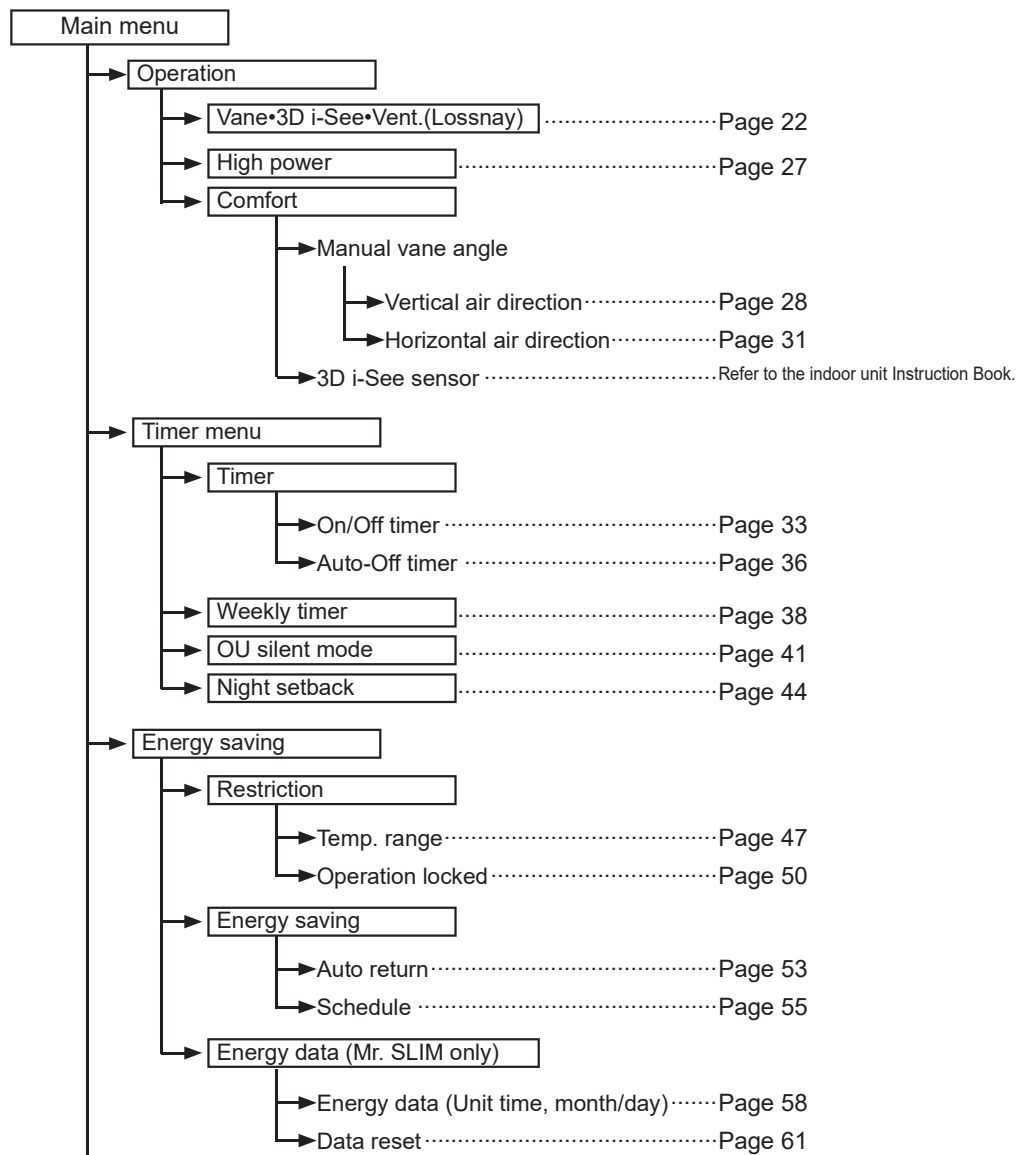 Main menu
Operation
Vane•3D i-See•Vent.(Lossnay) Page 22
High power Page 27
Comfort
Manual vane angle
Vertical air direction Page 28
Horizontal air direction Page 31
3D i-See sensor Refer to the indoor unit Instruction Book.
Timer menu
Timer
On/Off timer Page 33
Auto-Off timer Page 36
Weekly timer Page 38
OU silent mode Page 41
Night setback Page 44
Energy saving
Restriction
Temp. range Page 47
Operation locked Page 50
Energy saving
Auto return Page 53
Schedule Page 55
Energy data (Mr. SLIM only)
Energy data (Unit time, month/day) Page 58
Data reset Page 61